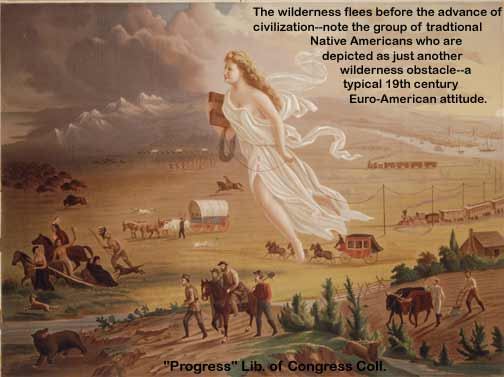 The wilderness flees before the advance of
civilization--note the group of tradtional
Native Americans who are
depicted as just another
wilderness obstacle--a
typical 19th century
Euro-American attitude.
"Progress" Lib. of Congress Coll.